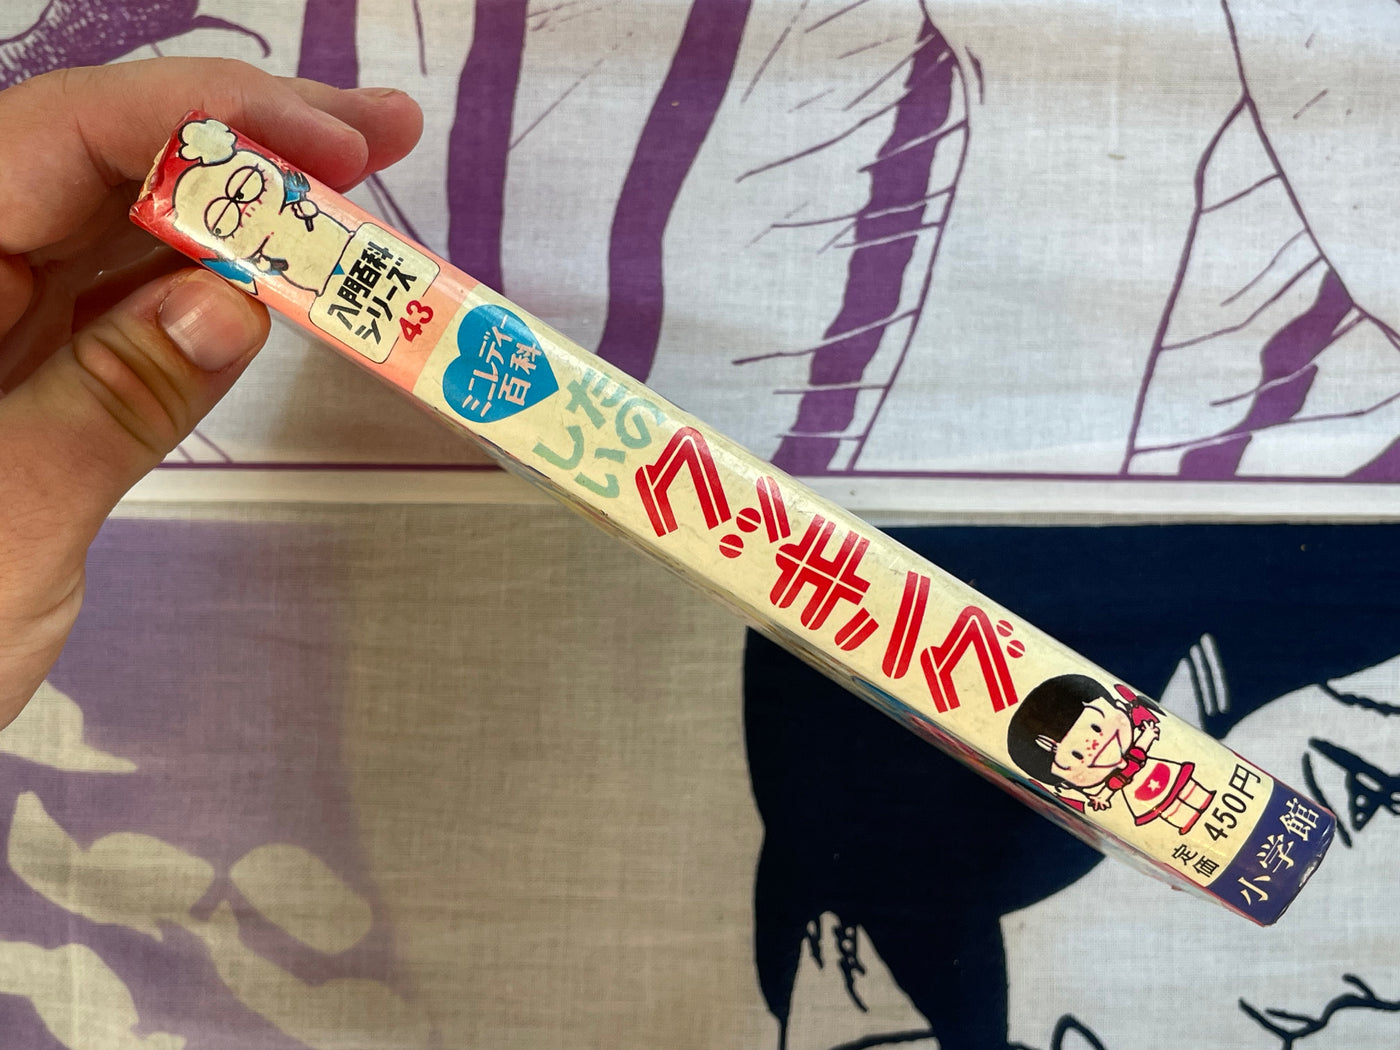 入門百科
シリーズ
43
ミニレディー
百科
たの
しい
クッキング
定価
450円
小学館